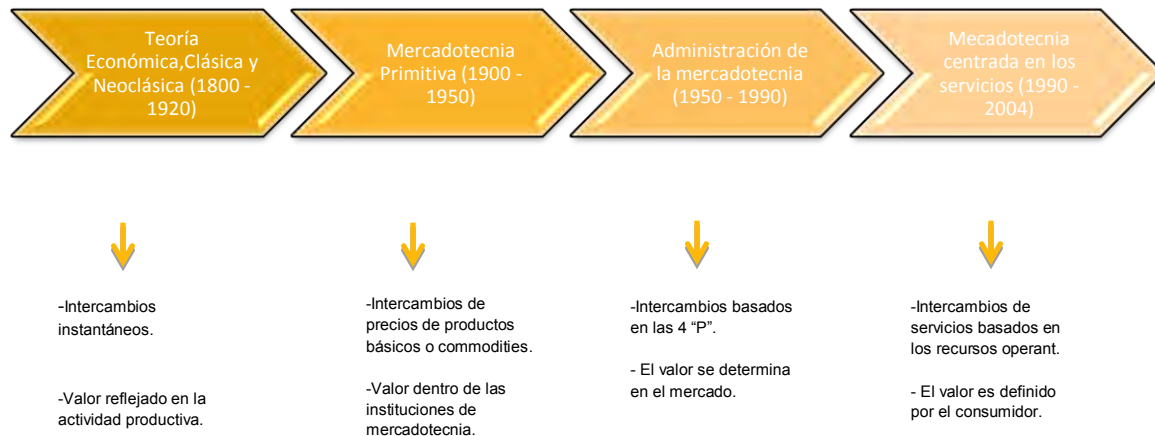 Teoría
Económica,Clásica y
Neoclásica (1800 -
1920)
Mercadotecnia
Primitiva (1900 -
1950)
Administración de
la mercadotecnia
(1950 - 1990)
Mecadotecnia
centrada en los
servicios (1990 -
2004)
-Intercambios
instantáneos.
-Valor reflejado en la
actividad productiva.
-Intercambios de
precios de productos
básicos o commodities.
-Valor dentro de las
instituciones de
mercadotecnia.
-Intercambios basados
en las 4 “P”.
- El valor se determina
en el mercado.
-Intercambios de
servicios basados en
los recursos operant.
- El valor es definido
por el consumidor.